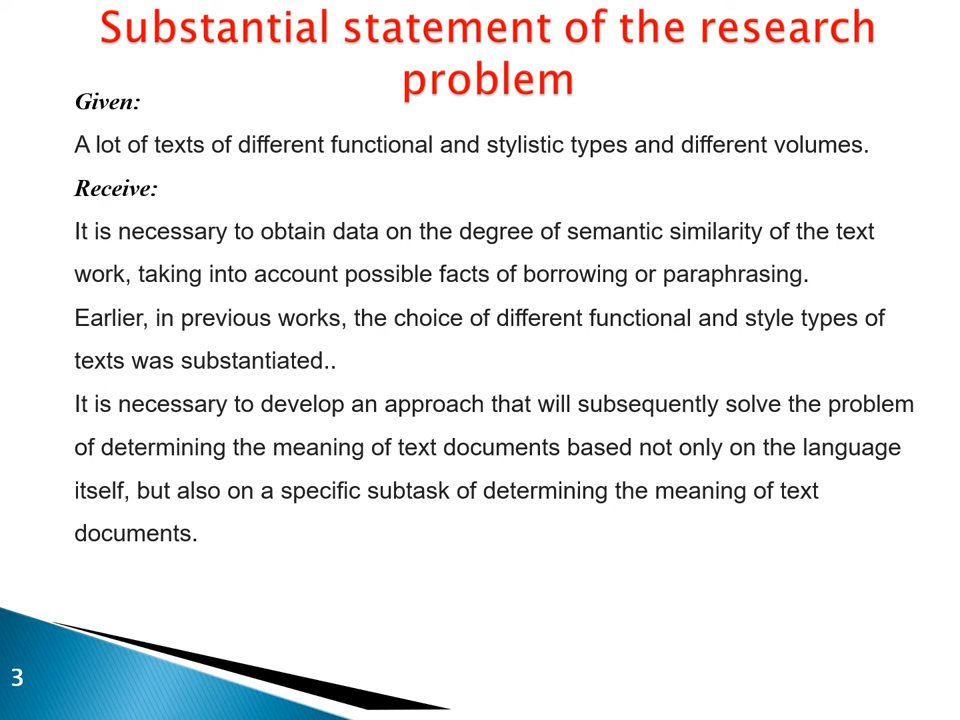 Substantial statement of the research
problem
Given:
A lot of texts of different functional and stylistic types and different volumes.
Receive:
It is necessary to obtain data on the degree of semantic similarity of the text
work, taking into account possible facts of borrowing or paraphrasing.
Earlier, in previous works, the choice of different functional and style types of
texts was substantiated..
It is necessary to develop an approach that will subsequently solve the problem
of determining the meaning of text documents based not only on the language
itself, but also on a specific subtask of determining the meaning of text
documents.
3